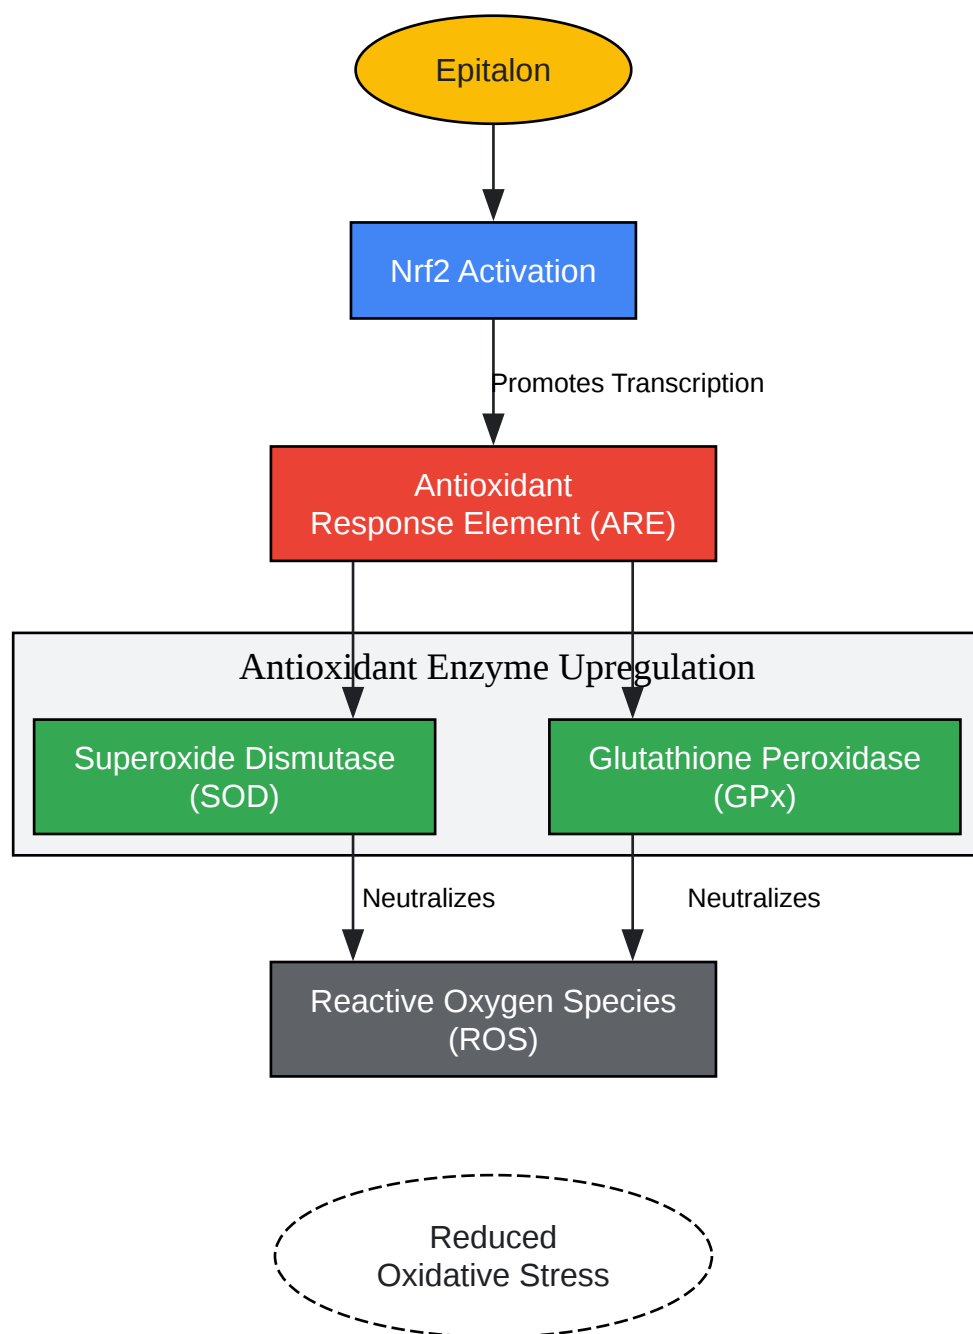 Epitalon
Nrf2 Activation
Promotes Transcription
Antioxidant
Response Element (ARE)
Antioxidant Enzyme Upregulation
Superoxide Dismutase
(SOD)
Glutathione Peroxidase
(GPx)
Neutralizes
Neutralizes
Reactive Oxygen Species
(ROS)
Reduced
Oxidative Stress